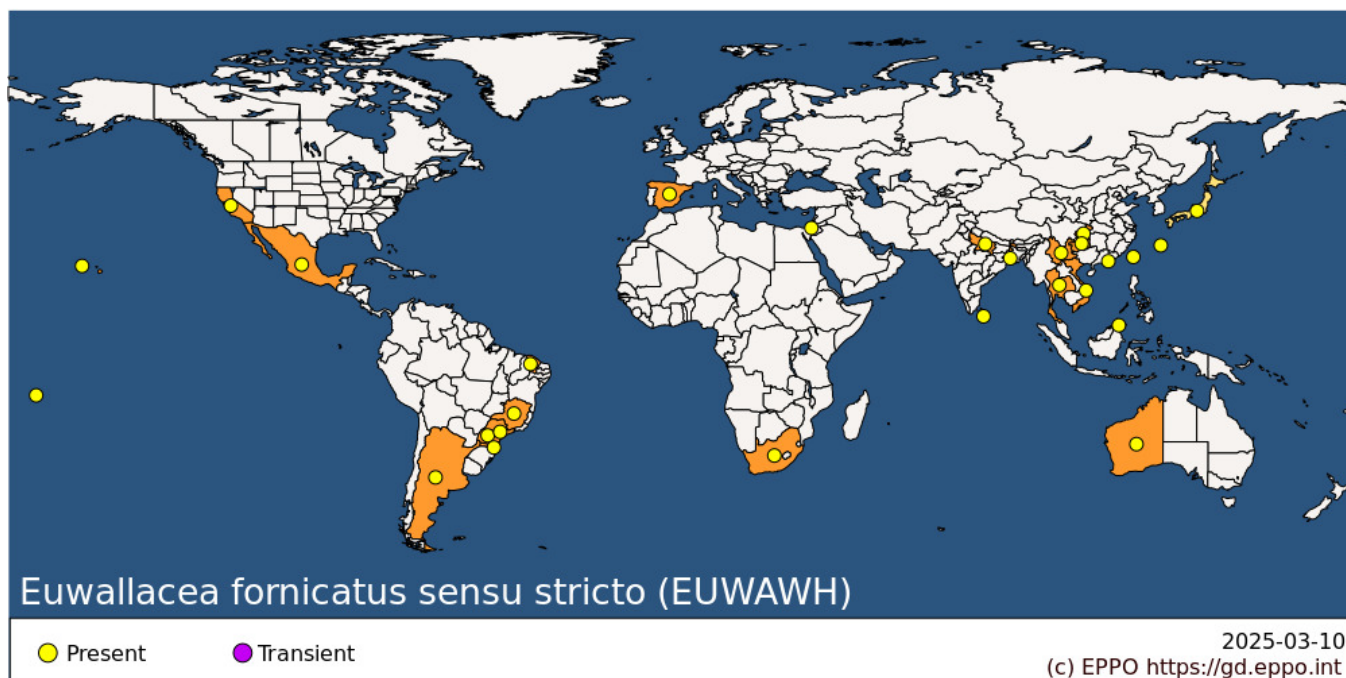 Euwallacea fornicatus sensu stricto (EUWAWH)
Present
Transient
2025-03-10
(c) EPPO https://gd.eppo.int